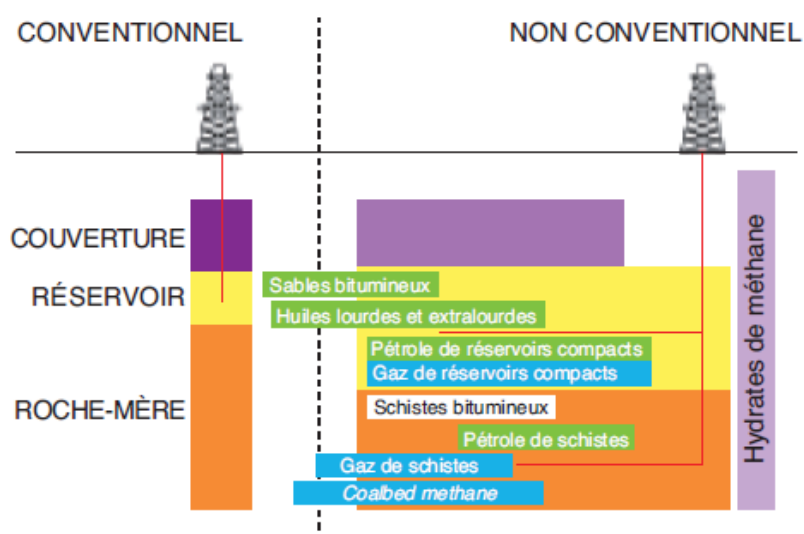 CONVENTIONNEL
NON CONVENTIONNEL
COUVERTURE
RÉSERVOIR
ROCHE-MÈRE
Sables bitumineux
Huiles lourdes et extralourdes
Pétrole de réservoirs compacts
Gaz de réservoirs compacts
Schistes bitumineux
Pétrole de schistes
Gaz de schistes
Coalbed methane
Hydrates de méthane